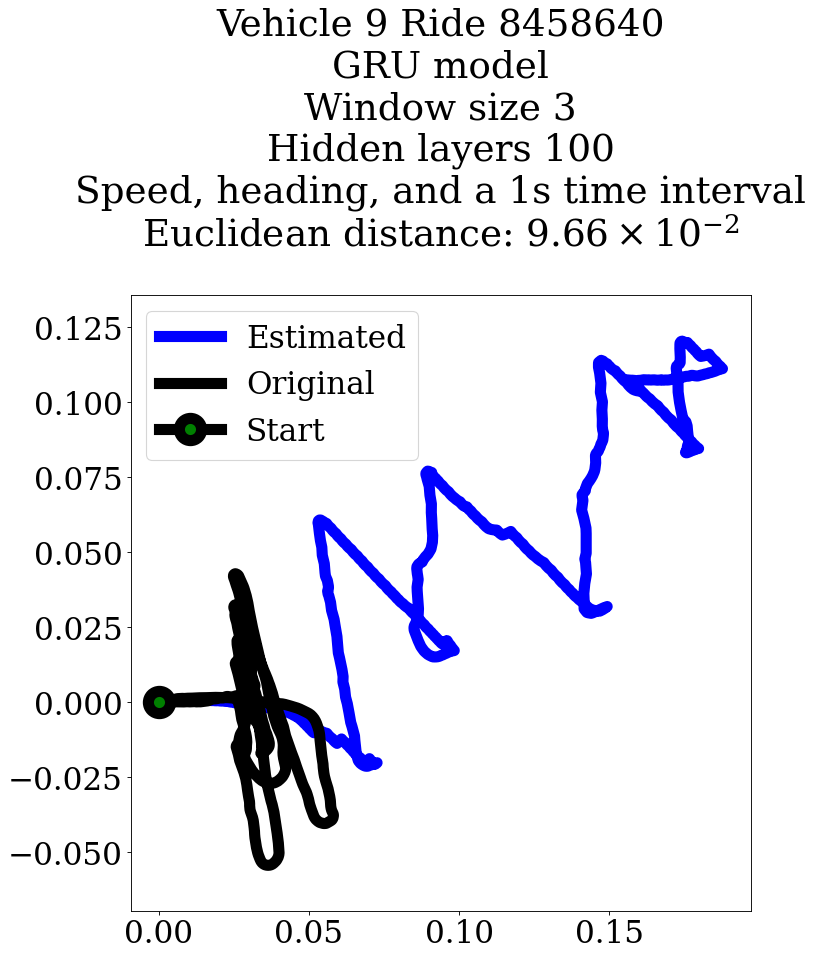 Vehicle 9 Ride 8458640
GRU model
Window size 3
Hidden layers 100
Speed, heading, and a 1s time interval
Euclidean distance: 9.66 × 10⁻²
Estimated
Original
Start
0.125
0.100
0.075
0.050
0.025
0.000
−0.025
−0.050
0.00 0.05 0.10 0.15